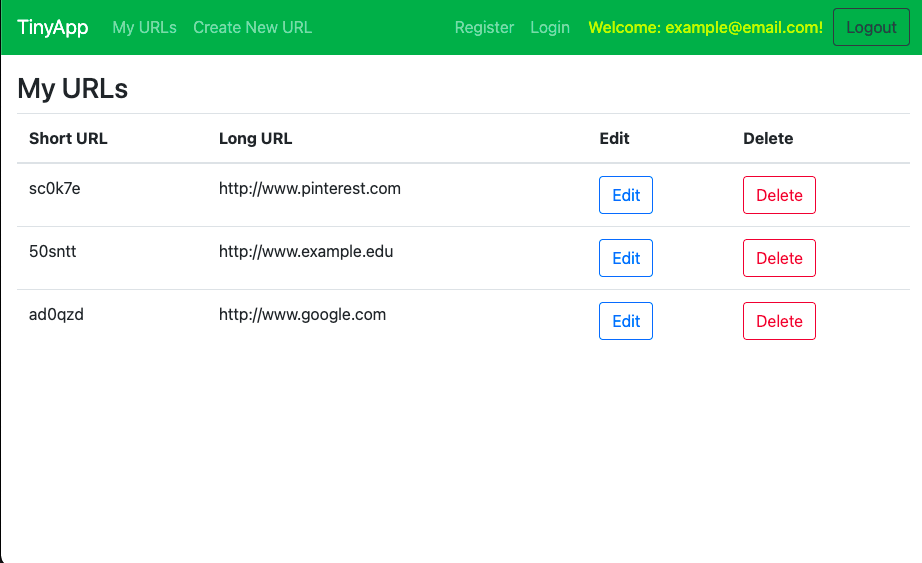 TinyApp My URLs Create New URL Register Login Welcome: example@email.com! Logout
My URLs
Short URL Long URL Edit Delete
sc0k7e http://www.pinterest.com Edit Delete
50sntt http://www.example.edu Edit Delete
ad0qzd http://www.google.com Edit Delete